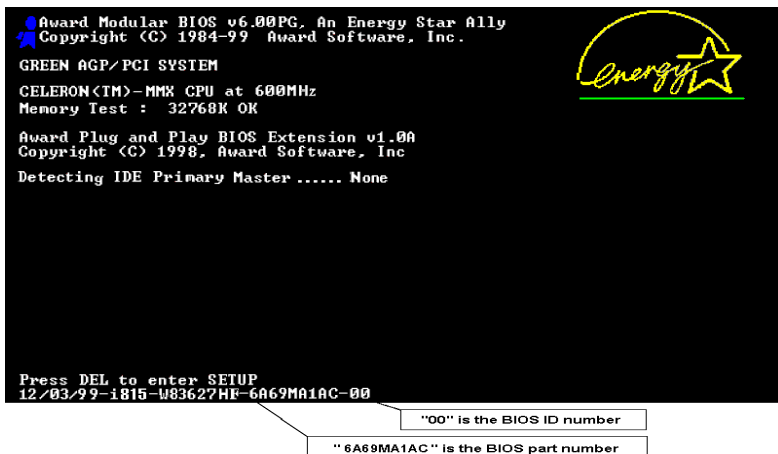 Award Modular BIOS v6.00PG, An Energy Star Ally
Copyright (C) 1984-99 Award Software, Inc.
energy
GREEN AGP/PCI SYSTEM
CELERON(TM)-MMX CPU at 600MHz
Memory Test : 32768K OK
Award Plug and Play BIOS Extension v1.0A
Copyright (C) 1998, Award Software, Inc
Detecting IDE Primary Master ...... None
Press DEL to enter SETUP
12/03/99-i815-W83627HF-6A69MA1AC-00
"00" is the BIOS ID number
"6A69MA1AC" is the BIOS part number